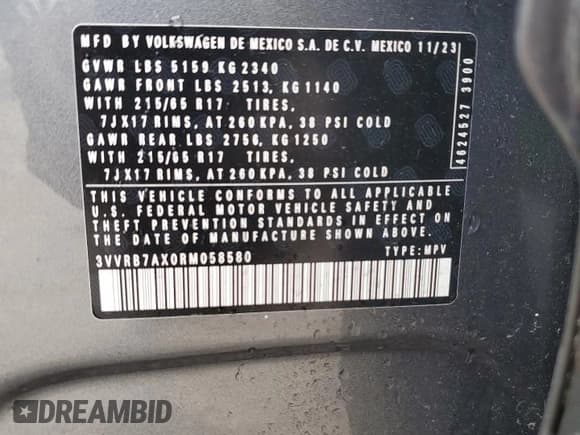 MFD BY VOLKSWAGEN DE MEXICO S.A. DE C.V. MEXICO 11/23
GVWR LBS 5159 KG 2340
GAWR FRONT LBS 2513, KG 1140
WITH 215/65 R17 TIRES,
7JX17 RIMS, AT 260 KPA, 38 PSI COLD
GAWR REAR LBS 2756, KG 1250
WITH 215/65 R17 TIRES,
7JX17 RIMS, AT 260 KPA, 38 PSI COLD
THIS VEHICLE CONFORMS TO ALL APPLICABLE
U.S. FEDERAL MOTOR VEHICLE SAFETY AND
THEFT PREVENTION STANDARDS IN EFFECT ON
THE DATE OF MANUFACTURE SHOWN ABOVE.
3VVRB7AX0RM058580 TYPE: MPV
4624527 3900
DREAMBID